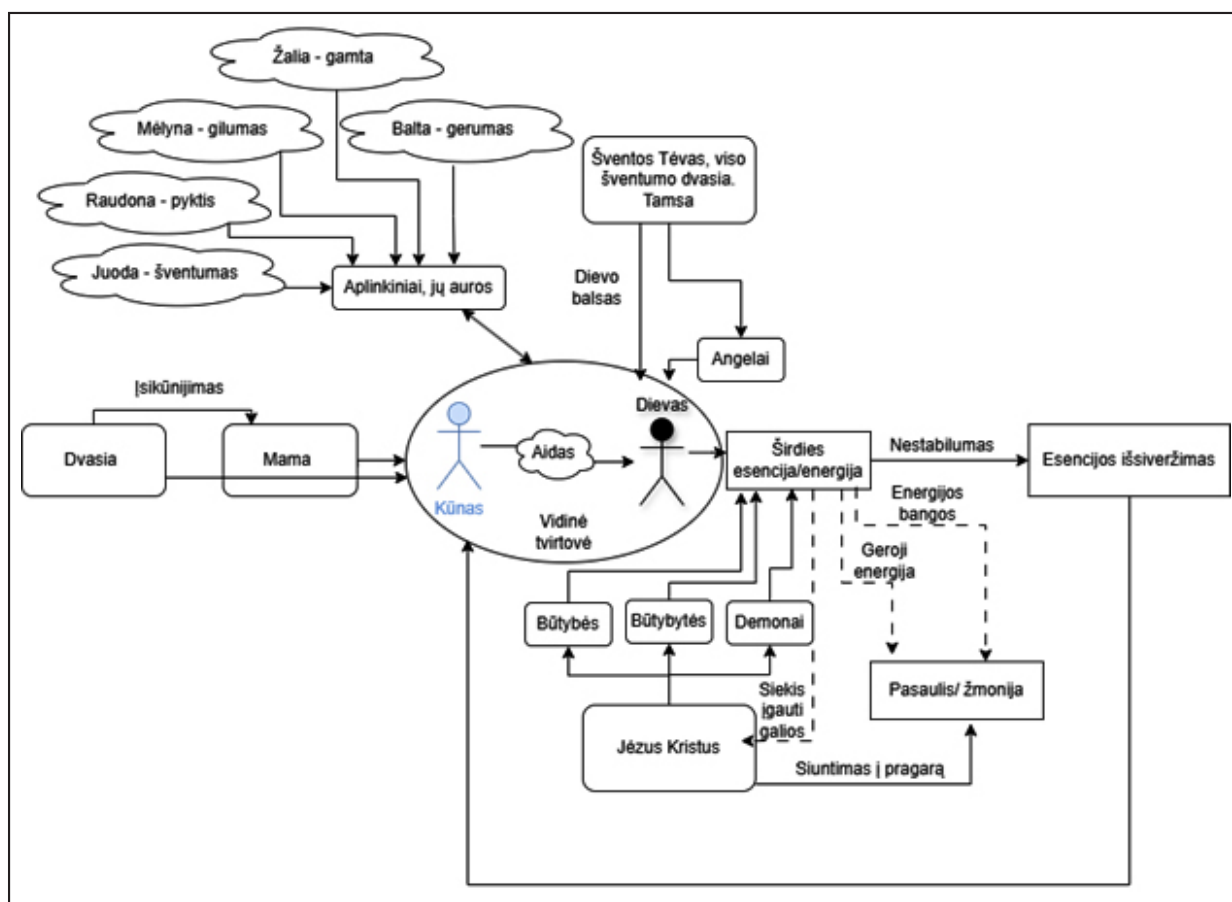 Žalia - gamta
Mėlyna - gilumas
Balta - gerumas
Raudona - pyktis
Juoda - šventumas
Aplinkiniai, jų auros
Šventos Tėvas, viso
šventumo dvasia.
Tamsa
Dievo
balsas
Angelai
Įsikūnijimas
Dvasia
Mama
Kūnas
Aidas
Dievas
Vidinė
tvirtovė
Širdies
esencija/energija
Nestabilumas
Esencijos išsiveržimas
Energijos
bangos
Geroji
energija
Būtybės
Būtybytės
Demonai
Pasaulis/ žmonija
Siekis
įgauti
galios
Jėzus Kristus
Siuntimas į pragarą